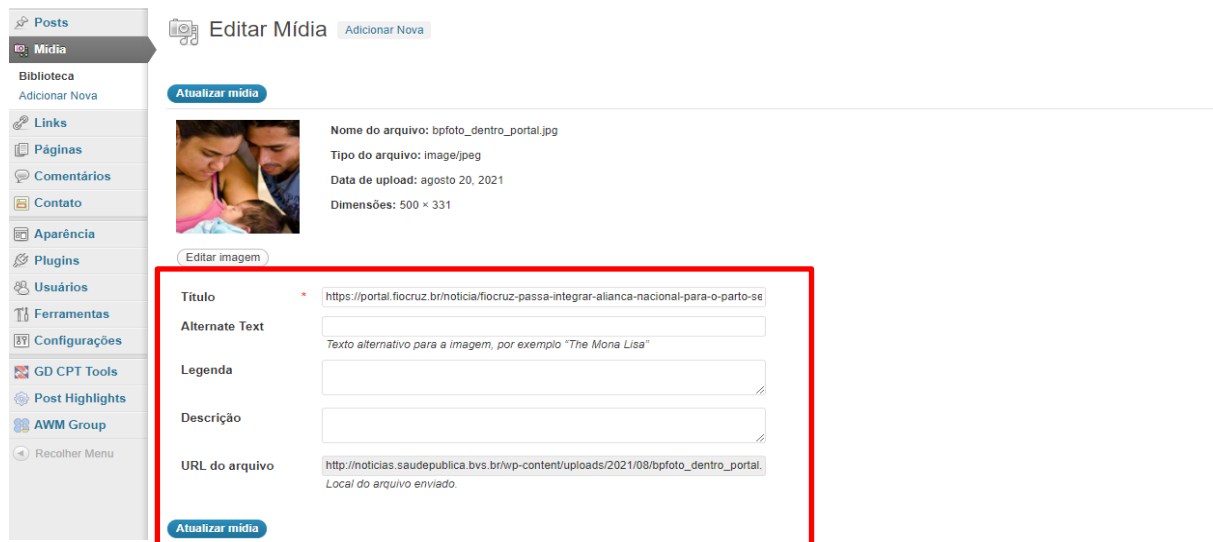 Posts
Mídia
Biblioteca
Adicionar Nova
Links
Páginas
Comentários
Contato
Aparência
Plugins
Usuários
Ferramentas
Configurações
GD CPT Tools
Post Highlights
AWM Group
Recolher Menu
Editar Mídia Adicionar Nova
Atualizar mídia
Nome do arquivo: bpfoto_dentro_portal.jpg
Tipo do arquivo: image/jpeg
Data de upload: agosto 20, 2021
Dimensões: 500 × 331
Editar imagem
Título * https://portal.fiocruz.br/noticia/fiocruz-passa-integrar-alianca-nacional-para-o-parto-se
Alternate Text
Texto alternativo para a imagem, por exemplo "The Mona Lisa"
Legenda
Descrição
URL do arquivo http://noticias.saudepublica.bvs.br/wp-content/uploads/2021/08/bpfoto_dentro_portal.
Local do arquivo enviado.
Atualizar mídia